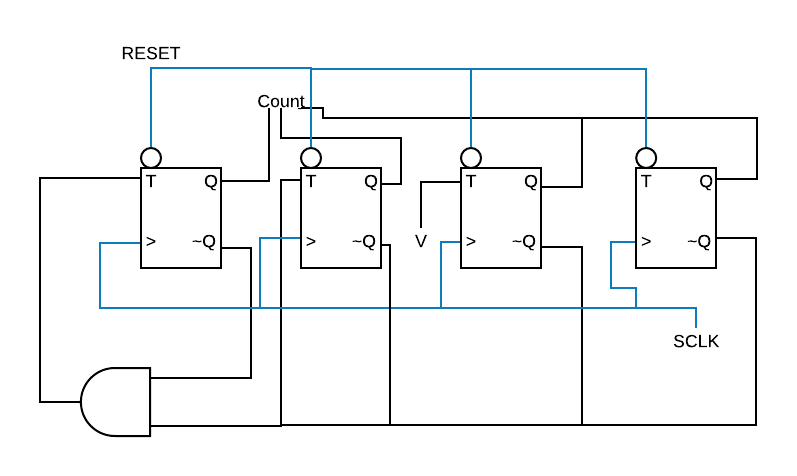 RESET
Count
T Q T Q T Q T Q
> ~Q > ~Q V > ~Q > ~Q
SCLK